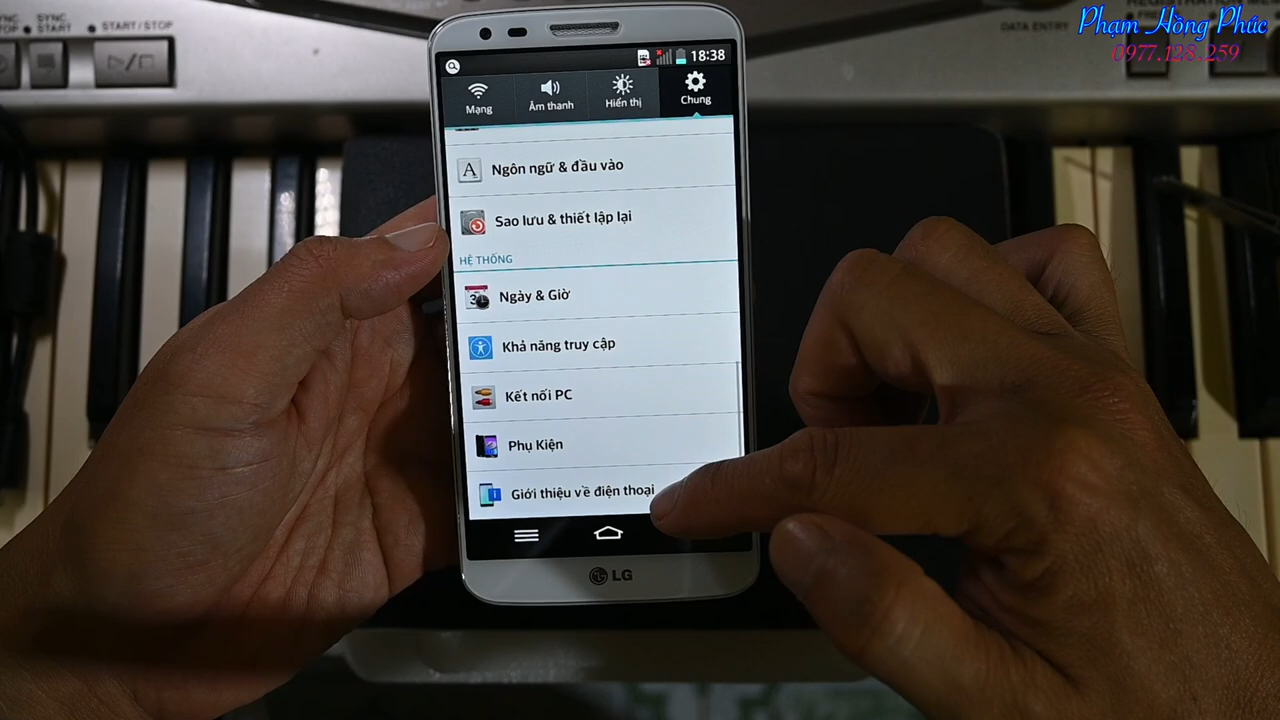 SYNC START
START/STOP
DATA ENTRY
Phạm Hồng Phúc
0977.128.259
18:38
Mạng
Âm thanh
Hiển thị
Chung
Ngôn ngữ & đầu vào
Sao lưu & thiết lập lại
HỆ THỐNG
Ngày & Giờ
Khả năng truy cập
Kết nối PC
Phụ Kiện
Giới thiệu về điện thoại
LG